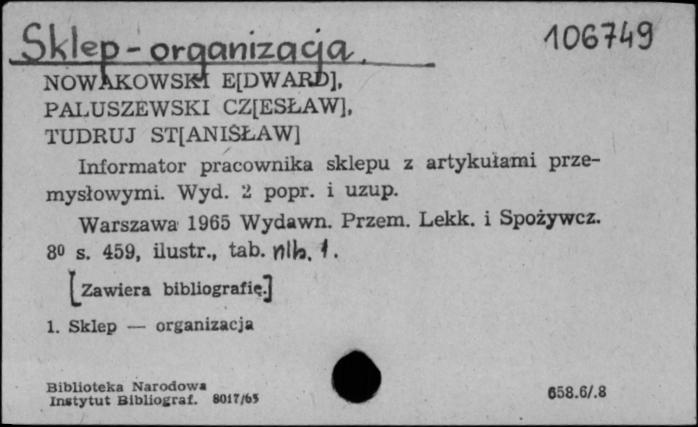 Sklep - organizacja.
106749
NOWAKOWSKI E[DWARD],
PALUSZEWSKI CZ[ESŁAW],
TUDRUJ ST[ANISŁAW]
Informator pracownika sklepu z artykułami prze-
mysłowymi. Wyd. 2 popr. i uzup.
Warszawa 1965 Wydawn. Przem. Lekk. i Spożywcz.
8⁰ s. 459, ilustr., tab. nlb. 1.
[Zawiera bibliografię.]
1. Sklep — organizacja
Biblioteka Narodowa
Instytut Bibliograf. 8017/65
658.6/.8